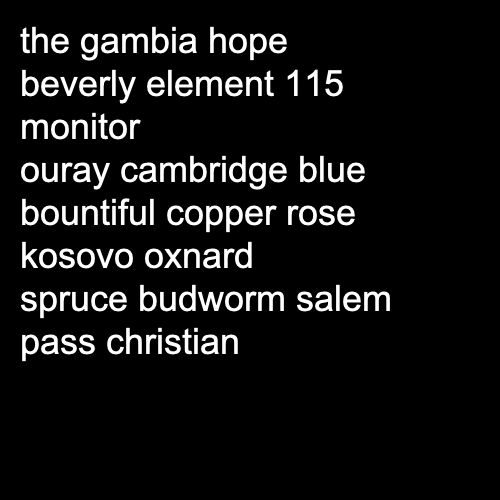 the gambia hope
beverly element 115
monitor
ouray cambridge blue
bountiful copper rose
kosovo oxnard
spruce budworm salem
pass christian